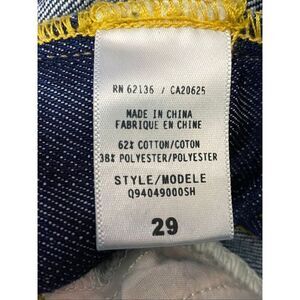 RN 62136 / CA20625
MADE IN CHINA
FABRIQUE EN CHINE
62% COTTON/COTON
38% POLYESTER/POLYESTER
STYLE/MODELE
Q94049000SH
29